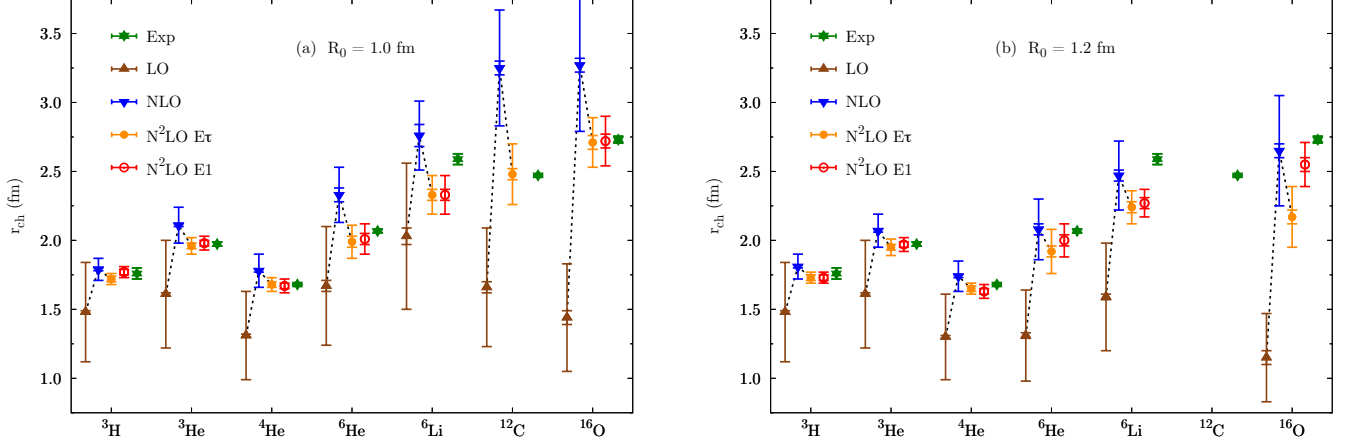 (a) R₀ = 1.0 fm
Exp
LO
NLO
N²LO Eτ
N²LO E1
r_ch (fm)
3.5
3.0
2.5
2.0
1.5
1.0
³H ³He ⁴He ⁶He ⁶Li ¹²C ¹⁶O
(b) R₀ = 1.2 fm
Exp
LO
NLO
N²LO Eτ
N²LO E1
r_ch (fm)
3.5
3.0
2.5
2.0
1.5
1.0
³H ³He ⁴He ⁶He ⁶Li ¹²C ¹⁶O